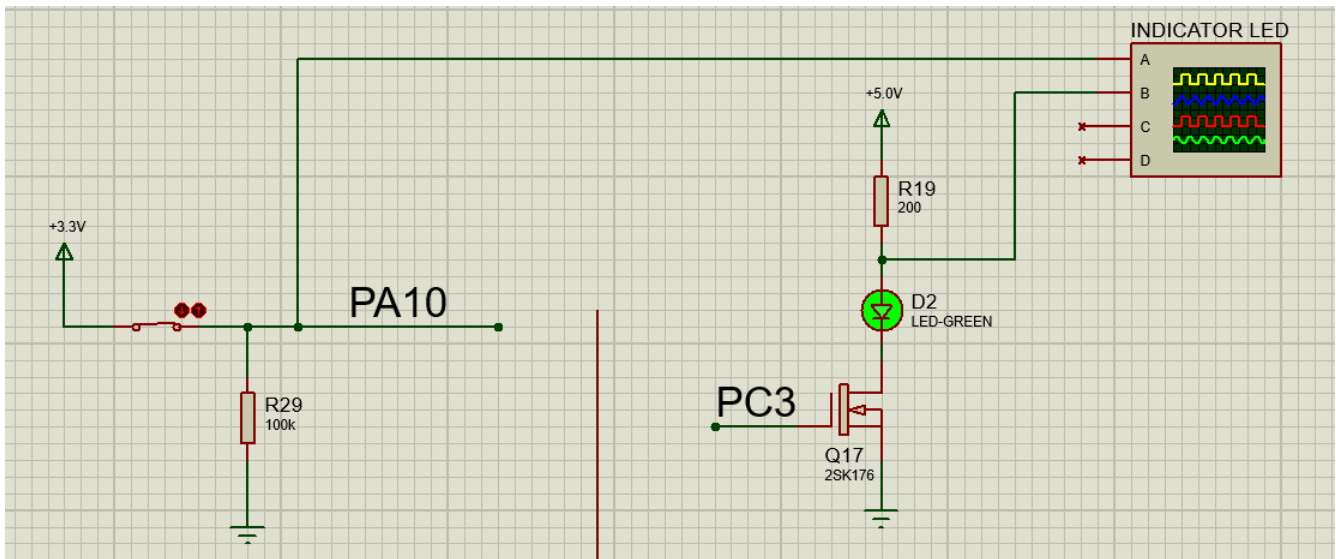 INDICATOR LED
A
B
C
D
+5.0V
R19
200
+3.3V
PA10
D2
LED-GREEN
R29
100k
PC3
Q17
2SK176